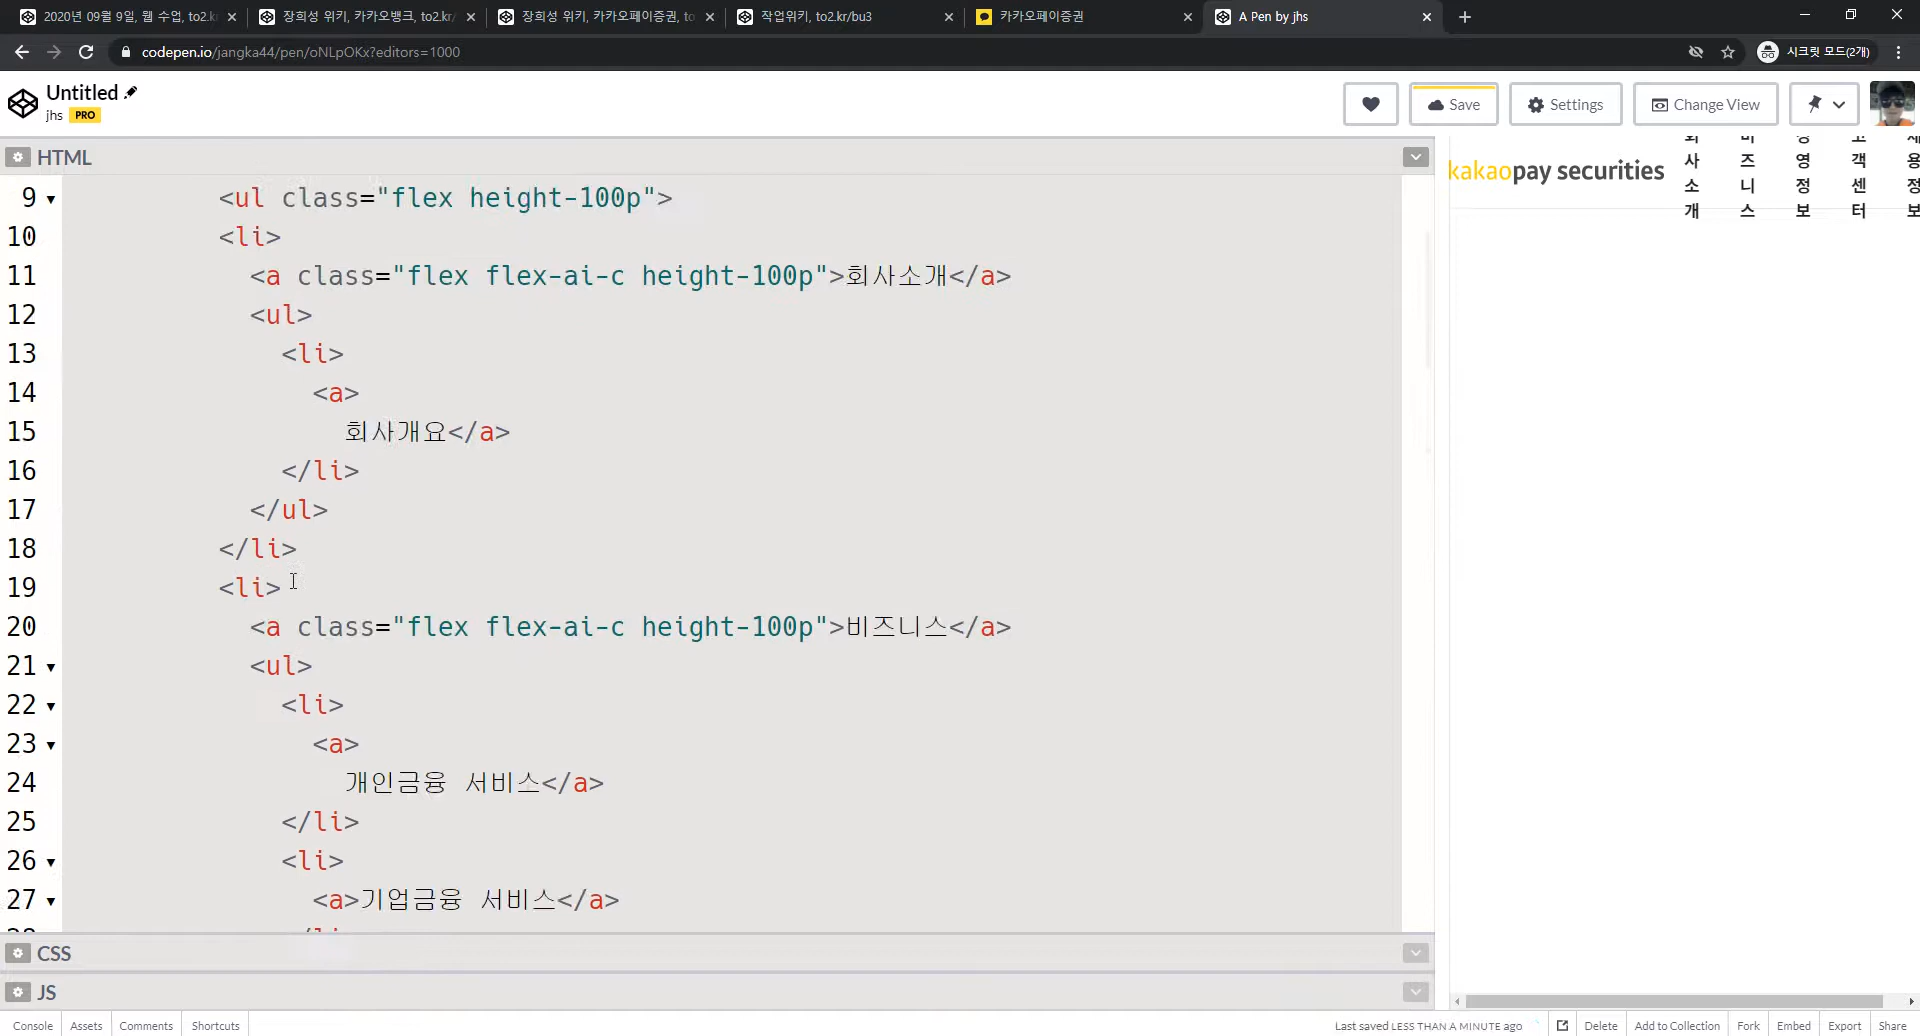 2020년 09월 9일, 웹 수업, to2.k
장희성 위키, 카카오뱅크, to2.kr/
장희성 위키, 카카오페이증권, to
작업위키, to2.kr/bu3
카카오페이증권
A Pen by jhs
codepen.io/jangka44/pen/oNLpOKx?editors=1000
시크릿 모드(2개)
Untitled
jhs PRO
Save
Settings
Change View
HTML
9 <ul class="flex height-100p">
10 <li>
11 <a class="flex flex-ai-c height-100p">회사소개</a>
12 <ul>
13 <li>
14 <a>
15 회사개요</a>
16 </li>
17 </ul>
18 </li>
19 <li>
20 <a class="flex flex-ai-c height-100p">비즈니스</a>
21 <ul>
22 <li>
23 <a>
24 개인금융 서비스</a>
25 </li>
26 <li>
27 <a>기업금융 서비스</a>
28 </li>
kakaopay securities
회사소개
비즈니스
경영정보
고객센터
채용정보
CSS
JS
Console
Assets
Comments
Shortcuts
Last saved LESS THAN A MINUTE ago
Delete
Add to Collection
Fork
Embed
Export
Share